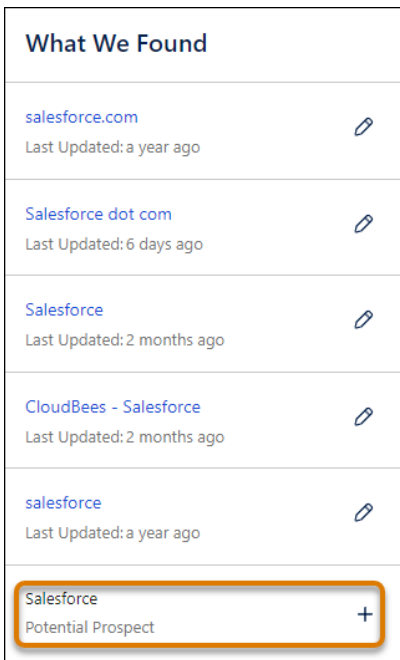 What We Found
salesforce.com
Last Updated: a year ago
Salesforce dot com
Last Updated: 6 days ago
Salesforce
Last Updated: 2 months ago
CloudBees - Salesforce
Last Updated: 2 months ago
salesforce
Last Updated: a year ago
Salesforce
Potential Prospect